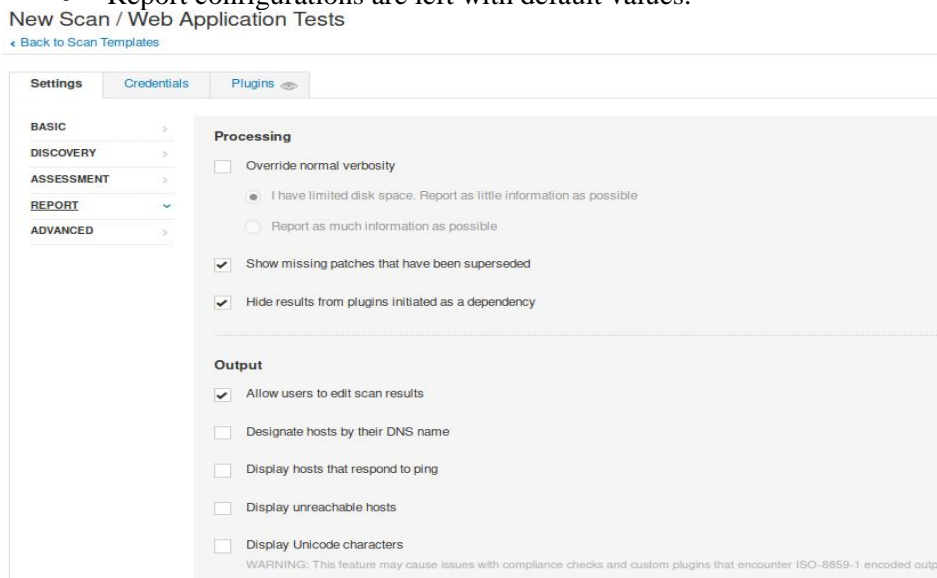 • Report configurations are left with default values.
New Scan / Web Application Tests
‹ Back to Scan Templates
Settings Credentials Plugins
BASIC
DISCOVERY
ASSESSMENT
REPORT
ADVANCED
Processing
Override normal verbosity
I have limited disk space. Report as little information as possible
Report as much information as possible
Show missing patches that have been superseded
Hide results from plugins initiated as a dependency
Output
Allow users to edit scan results
Designate hosts by their DNS name
Display hosts that respond to ping
Display unreachable hosts
Display Unicode characters
WARNING: This feature may cause issues with compliance checks and custom plugins that encounter ISO-8859-1 encoded outp